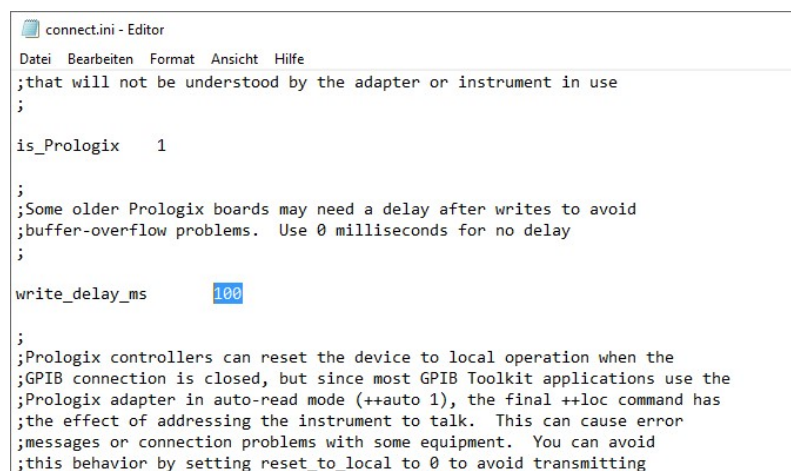 connect.ini - Editor
Datei Bearbeiten Format Ansicht Hilfe
;that will not be understood by the adapter or instrument in use
;
is_Prologix 1
;
;Some older Prologix boards may need a delay after writes to avoid
;buffer-overflow problems. Use 0 milliseconds for no delay
;
write_delay_ms 100
;
;Prologix controllers can reset the device to local operation when the
;GPIB connection is closed, but since most GPIB Toolkit applications use the
;Prologix adapter in auto-read mode (++auto 1), the final ++loc command has
;the effect of addressing the instrument to talk. This can cause error
;messages or connection problems with some equipment. You can avoid
;this behavior by setting reset_to_local to 0 to avoid transmitting